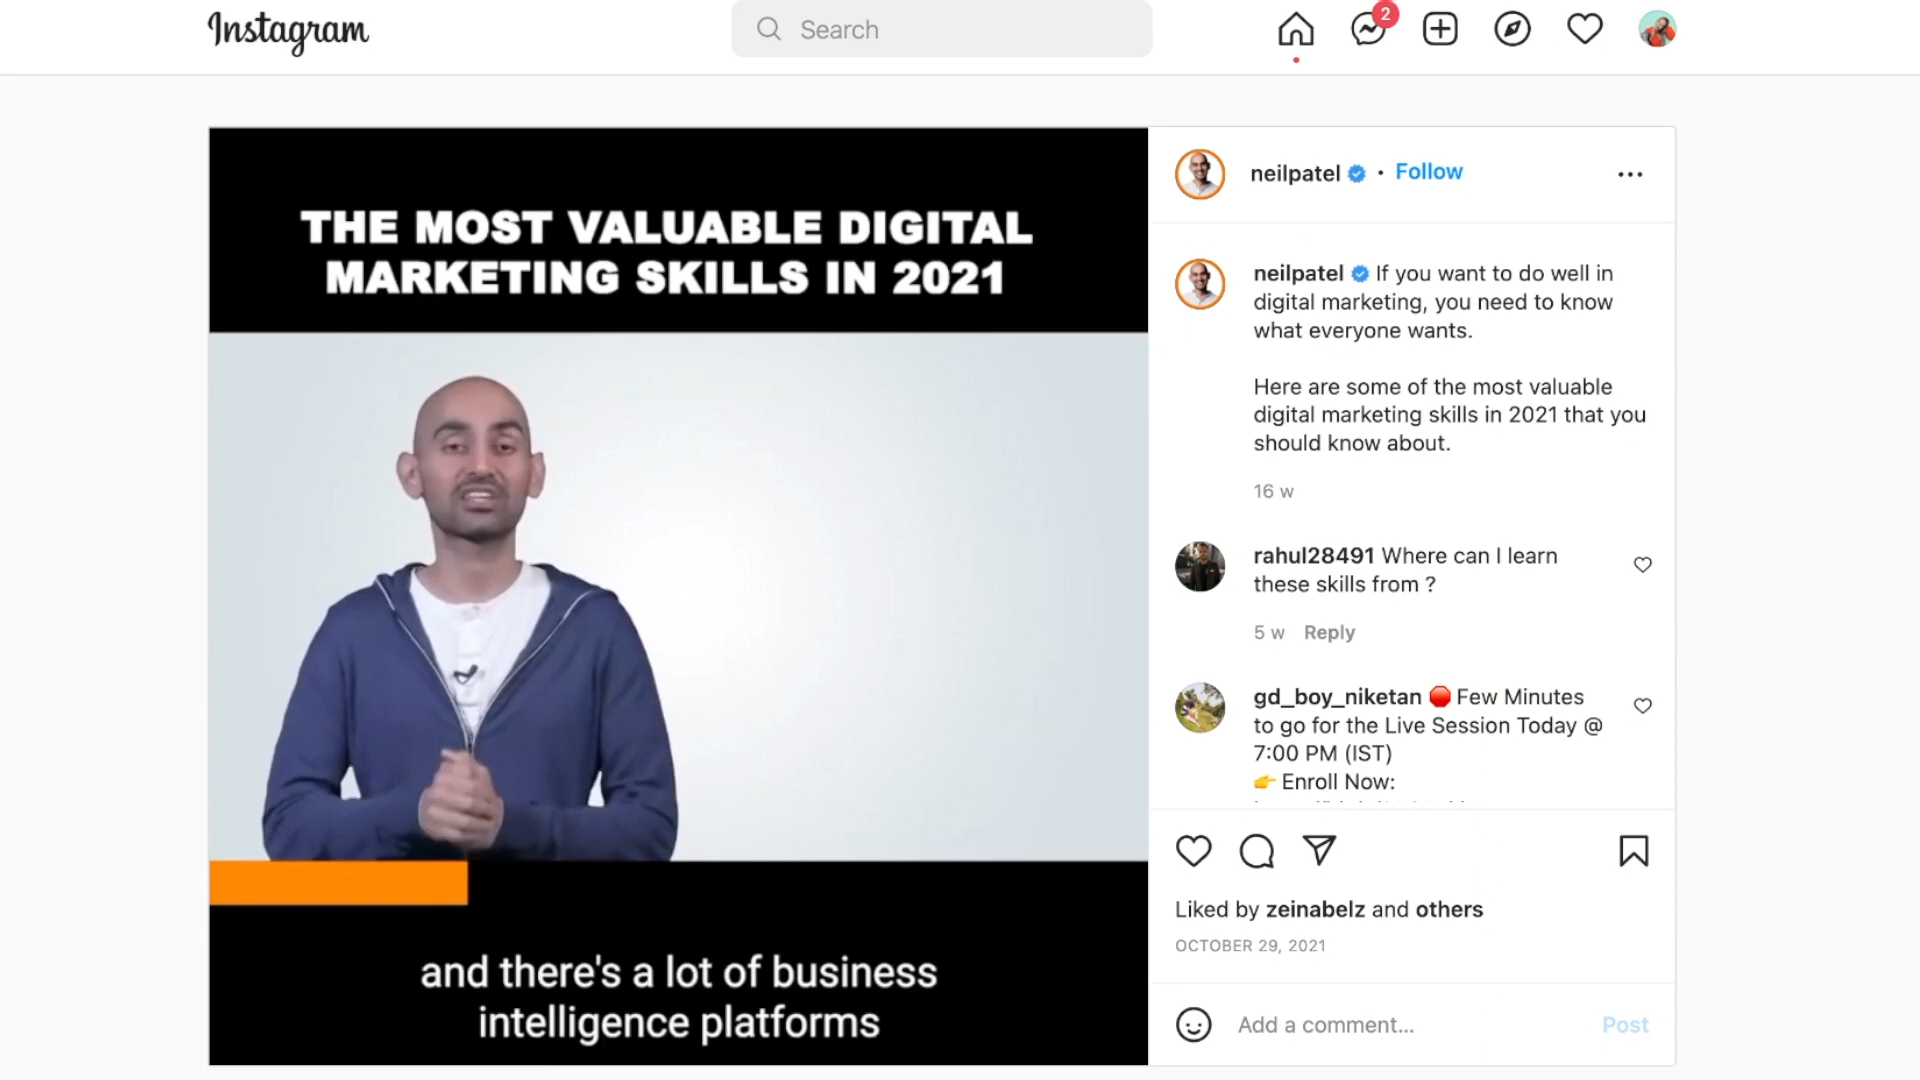 Instagram
Search
2
THE MOST VALUABLE DIGITAL
MARKETING SKILLS IN 2021
and there's a lot of business
intelligence platforms
neilpatel • Follow
neilpatel If you want to do well in
digital marketing, you need to know
what everyone wants.
Here are some of the most valuable
digital marketing skills in 2021 that you
should know about.
16 w
rahul28491 Where can I learn
these skills from ?
5 w Reply
gd_boy_niketan 🛑 Few Minutes
to go for the Live Session Today @
7:00 PM (IST)
👉 Enroll Now:
Liked by zeinabelz and others
OCTOBER 29, 2021
Add a comment...
Post